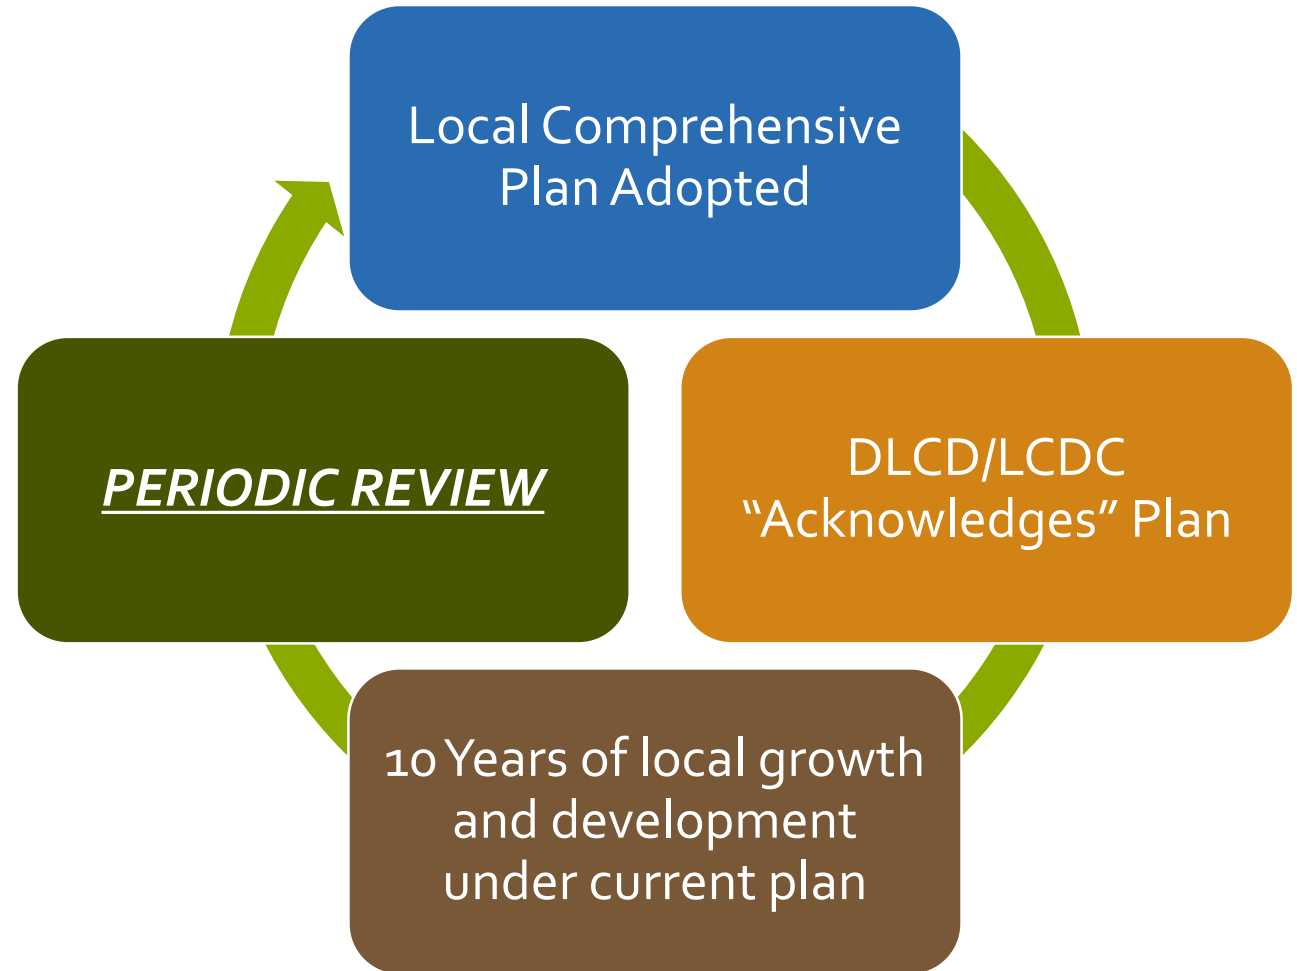 Local Comprehensive
Plan Adopted
DLCD/LCDC
“Acknowledges” Plan
10 Years of local growth
and development
under current plan
PERIODIC REVIEW